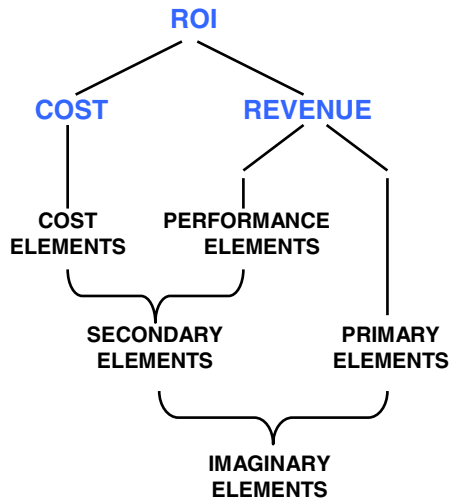 ROI
COST
REVENUE
COST
ELEMENTS
PERFORMANCE
ELEMENTS
SECONDARY
ELEMENTS
PRIMARY
ELEMENTS
IMAGINARY
ELEMENTS